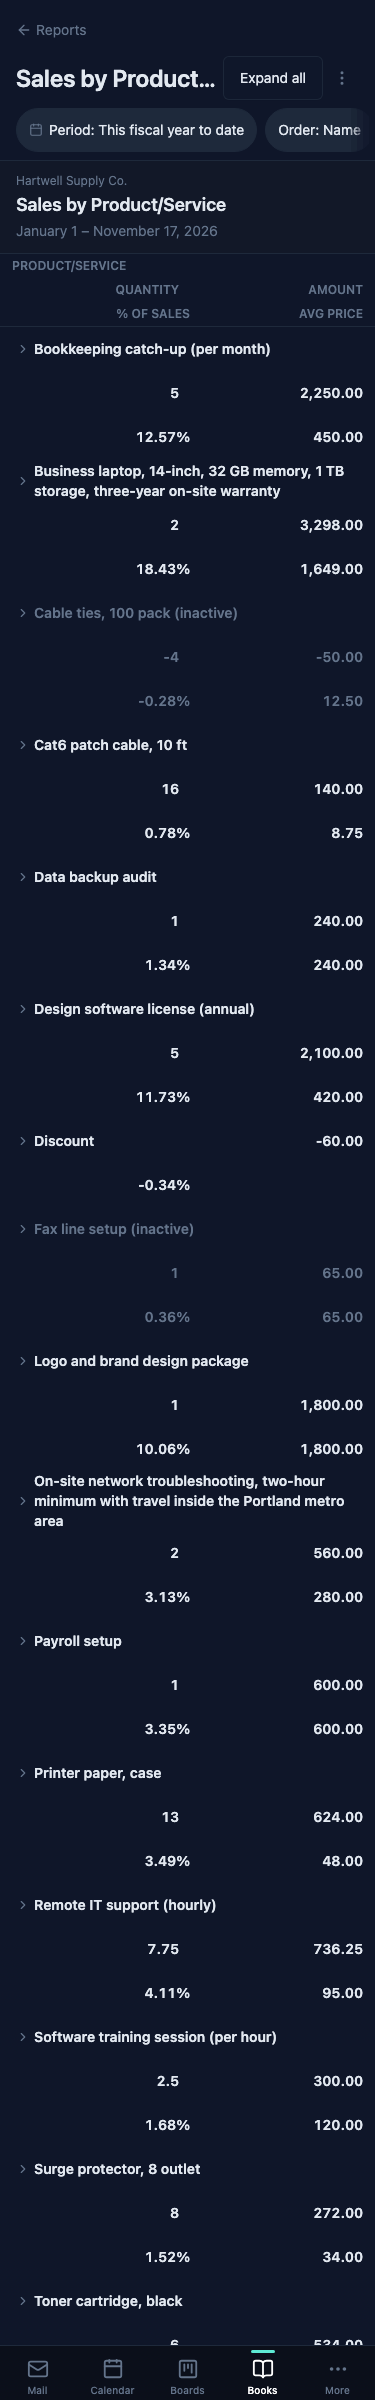 Reports
Sales by Product...
Expand all
Period: This fiscal year to date
Order: Name
Hartwell Supply Co.
Sales by Product/Service
January 1 – November 17, 2026
PRODUCT/SERVICE
QUANTITY AMOUNT
% OF SALES AVG PRICE
Bookkeeping catch-up (per month)
5 2,250.00
12.57% 450.00
Business laptop, 14-inch, 32 GB memory, 1 TB
storage, three-year on-site warranty
2 3,298.00
18.43% 1,649.00
Cable ties, 100 pack (inactive)
-4 -50.00
-0.28% 12.50
Cat6 patch cable, 10 ft
16 140.00
0.78% 8.75
Data backup audit
1 240.00
1.34% 240.00
Design software license (annual)
5 2,100.00
11.73% 420.00
Discount -60.00
-0.34%
Fax line setup (inactive)
1 65.00
0.36% 65.00
Logo and brand design package
1 1,800.00
10.06% 1,800.00
On-site network troubleshooting, two-hour
minimum with travel inside the Portland metro
area
2 560.00
3.13% 280.00
Payroll setup
1 600.00
3.35% 600.00
Printer paper, case
13 624.00
3.49% 48.00
Remote IT support (hourly)
7.75 736.25
4.11% 95.00
Software training session (per hour)
2.5 300.00
1.68% 120.00
Surge protector, 8 outlet
8 272.00
1.52% 34.00
Toner cartridge, black
Mail Calendar Boards Books More